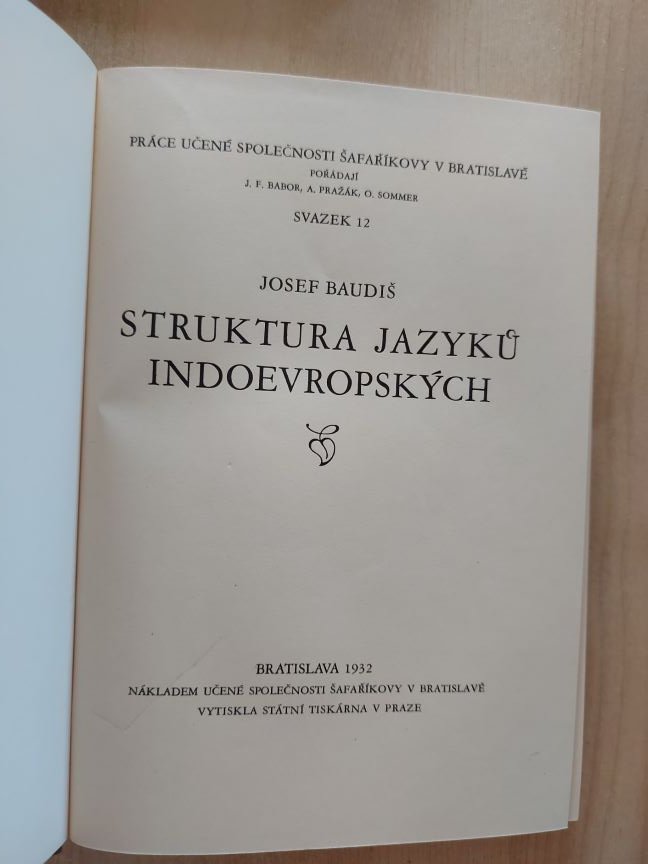 PRÁCE UČENÉ SPOLEČNOSTI ŠAFAŘÍKOVY V BRATISLAVĚ
POŘÁDAJÍ
J. F. BABOR, A. PRAŽÁK, O. SOMMER
SVAZEK 12
JOSEF BAUDIŠ
STRUKTURA JAZYKŮ
INDOEVROPSKÝCH
BRATISLAVA 1932
NÁKLADEM UČENÉ SPOLEČNOSTI ŠAFAŘÍKOVY V BRATISLAVĚ
VYTISKLA STÁTNÍ TISKÁRNA V PRAZE